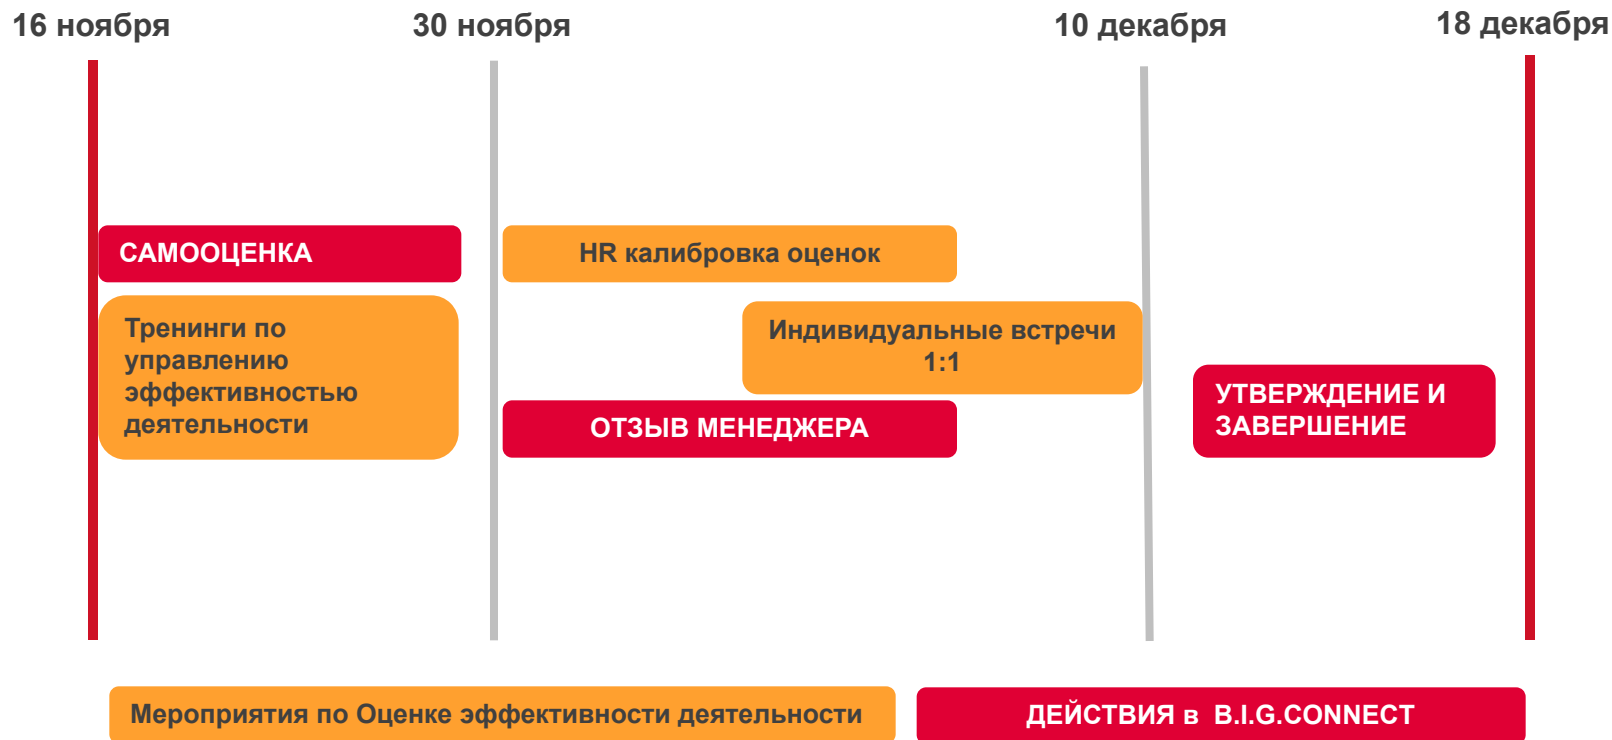 16 ноября
30 ноября
10 декабря
18 декабря
САМООЦЕНКА
HR калибровка оценок
Тренинги по
управлению
эффективностью
деятельности
Индивидуальные встречи
1:1
ОТЗЫВ МЕНЕДЖЕРА
УТВЕРЖДЕНИЕ И
ЗАВЕРШЕНИЕ
Мероприятия по Оценке эффективности деятельности
ДЕЙСТВИЯ в B.I.G.CONNECT